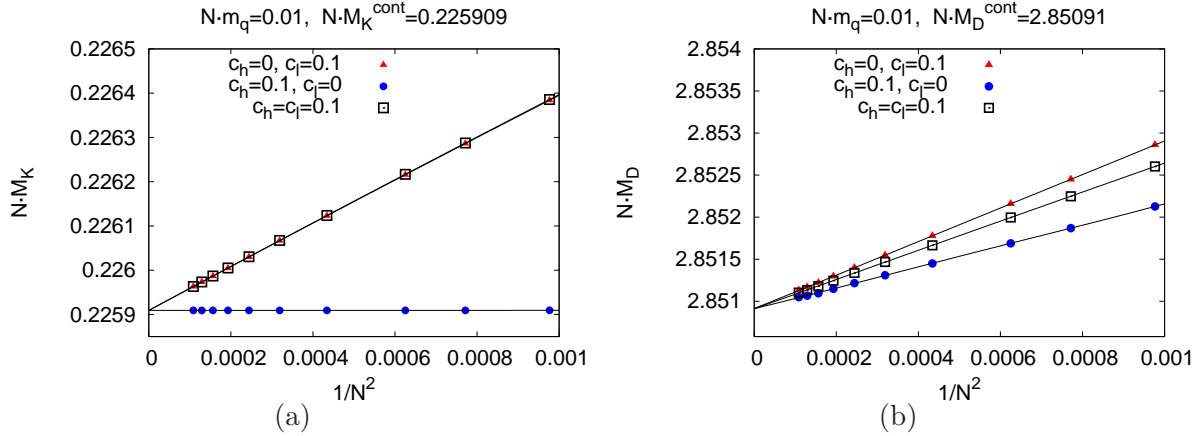 N·m_q=0.01, N·M_K^cont=0.225909
0.2265
0.2264
0.2263
0.2262
0.2261
0.226
0.2259
N·M_K
c_h=0, c_l=0.1
c_h=0.1, c_l=0
c_h=c_l=0.1
0 0.0002 0.0004 0.0006 0.0008 0.001
1/N^2
(a)
N·m_q=0.01, N·M_D^cont=2.85091
2.854
2.8535
2.853
2.8525
2.852
2.8515
2.851
N·M_D
c_h=0, c_l=0.1
c_h=0.1, c_l=0
c_h=c_l=0.1
0 0.0002 0.0004 0.0006 0.0008 0.001
1/N^2
(b)